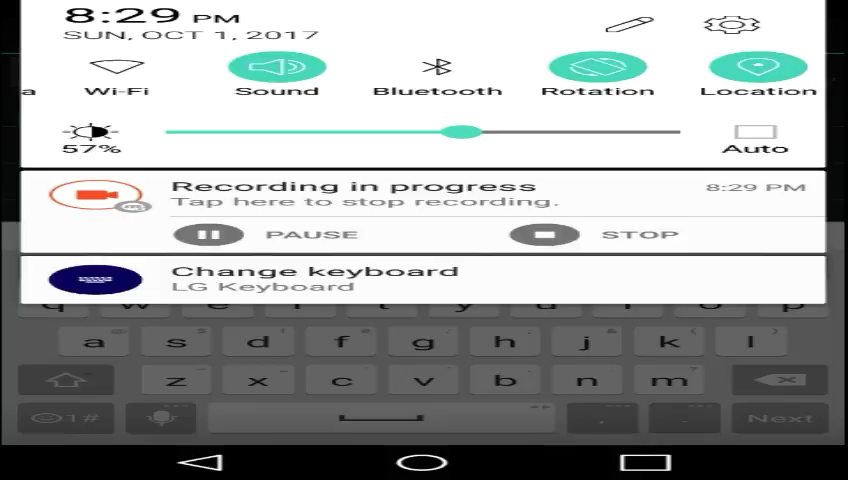 8:29 PM
SUN, OCT 1, 2017
a Wi-Fi Sound Bluetooth Rotation Location
57% Auto
Recording in progress 8:29 PM
Tap here to stop recording.
PAUSE STOP
Change keyboard
LG Keyboard
q w e r t y u i o p
a s d f g h j k l
z x c v b n m
1# , . Next